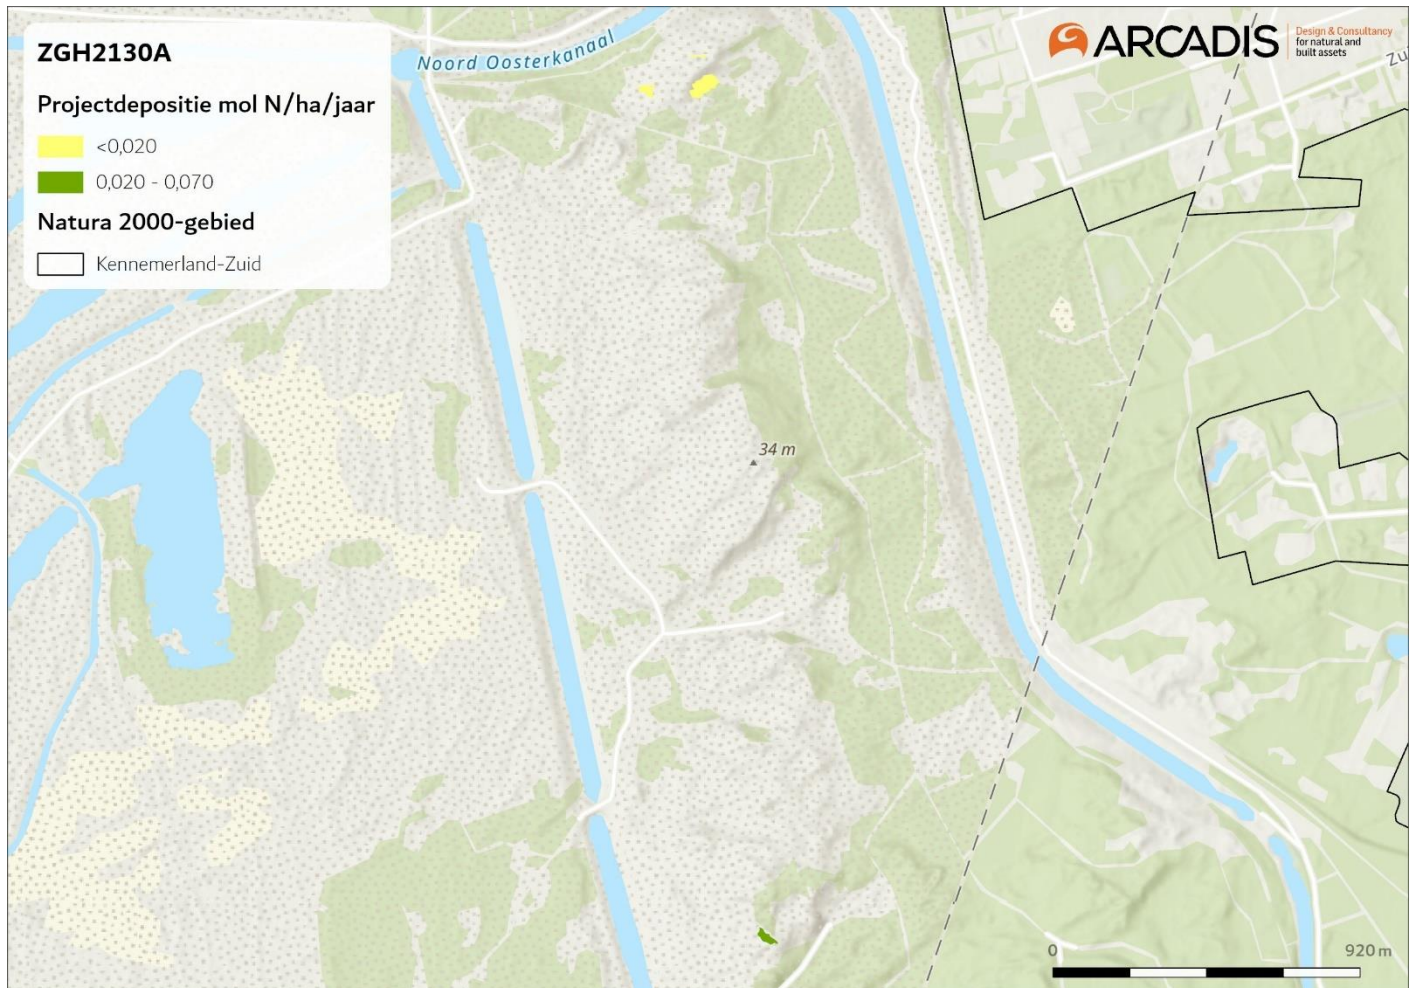 ZGH2130A
Projectdepositie mol N/ha/jaar
<0,020
0,020 - 0,070
Natura 2000-gebied
Kennemerland-Zuid
Noord Oosterkanaal
ARCADIS
Design & Consultancy
for natural and
built assets
34 m
0
920 m